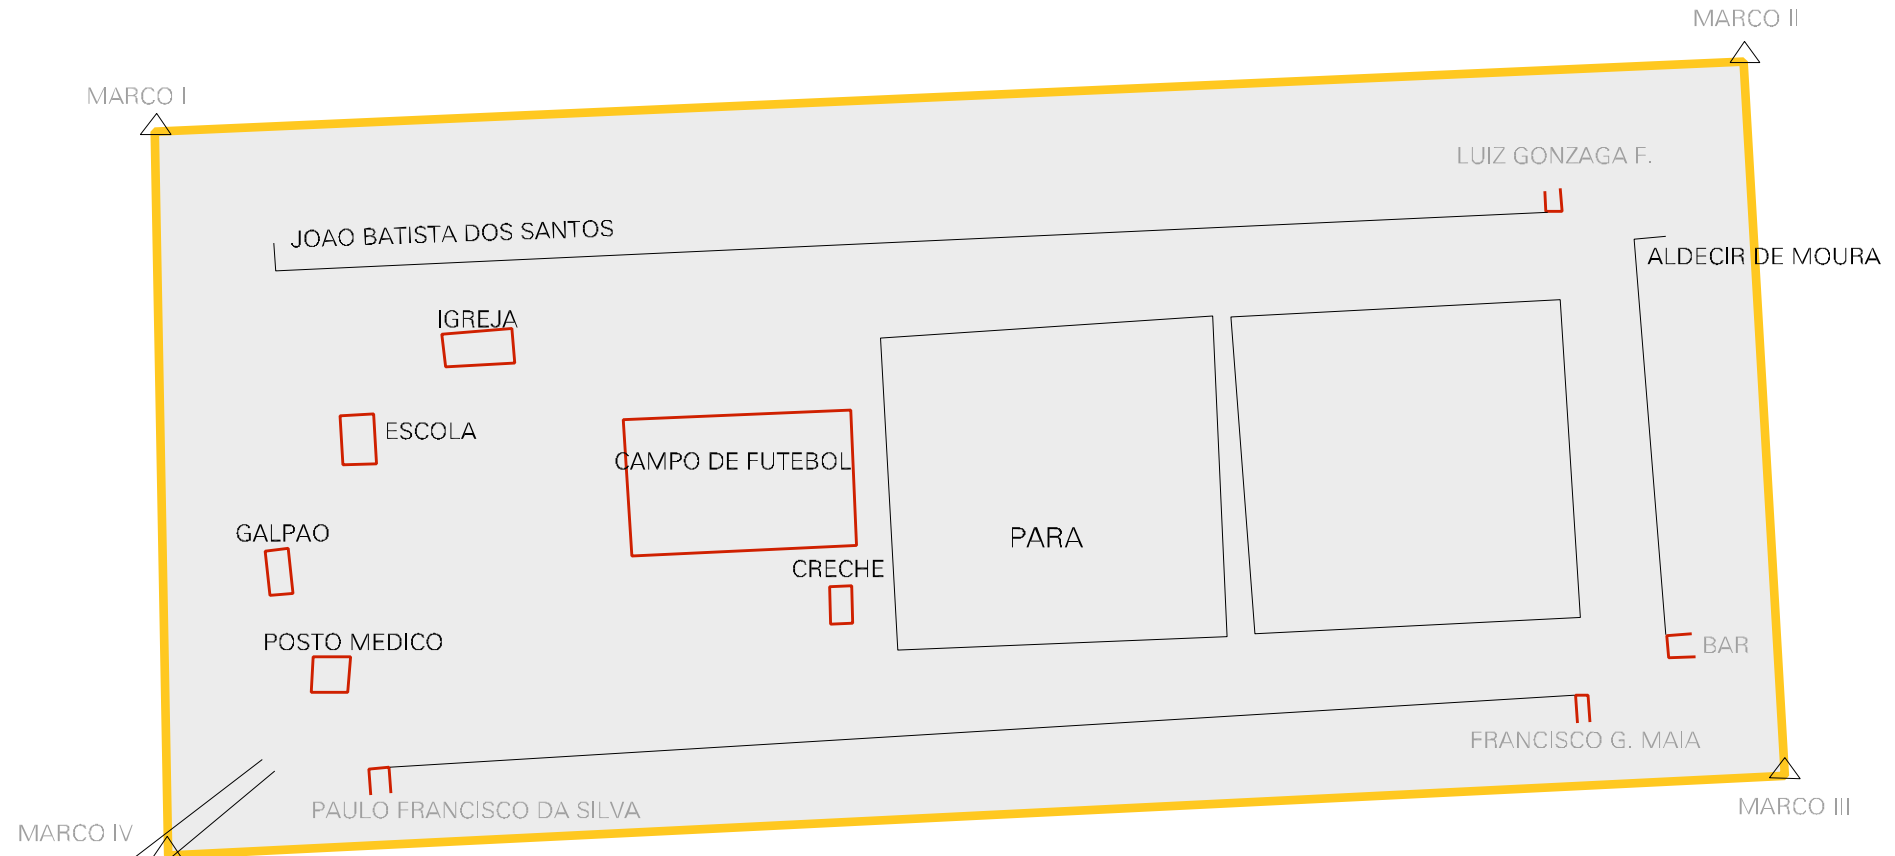 MARCO II
MARCO I
LUIZ GONZAGA F.
JOAO BATISTA DOS SANTOS
ALDECIR DE MOURA
IGREJA
ESCOLA
CAMPO DE FUTEBOL
GALPAO
PARA
CRECHE
POSTO MEDICO
BAR
FRANCISCO G. MAIA
PAULO FRANCISCO DA SILVA
MARCO III
MARCO IV